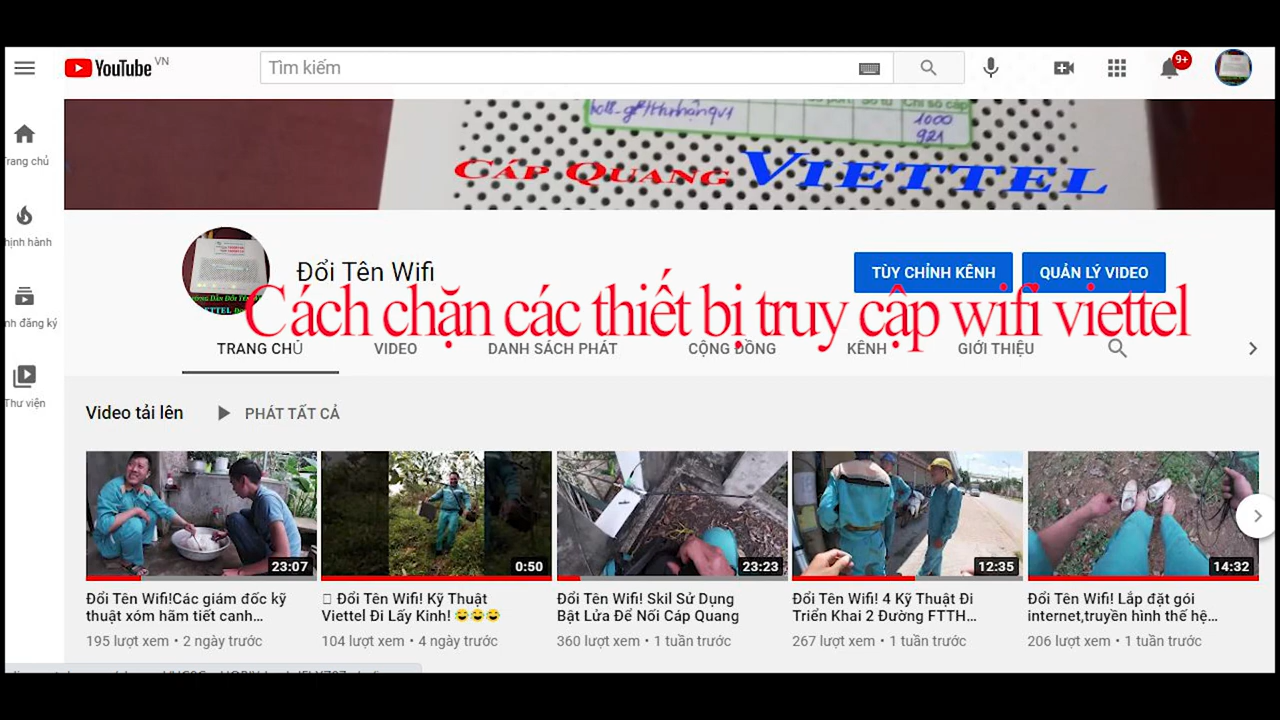 YouTube VN
Tìm kiếm
9+
Trang chủ
1000
921
CÁP QUANG VIETTEL
hịnh hành
Đổi Tên Wifi
TÙY CHỈNH KÊNH
QUẢN LÝ VIDEO
nh đăng ký
Cách chặn các thiết bị truy cập wifi viettel
TRANG CHỦ
VIDEO
DANH SÁCH PHÁT
CỘNG ĐỒNG
KÊNH
GIỚI THIỆU
Thư viện
Video tải lên
PHÁT TẤT CẢ
23:07
0:50
23:23
12:35
14:32
Đổi Tên Wifi!Các giám đốc kỹ
thuật xóm hãm tiết canh...
195 lượt xem • 2 ngày trước
Đổi Tên Wifi! Kỹ Thuật
Viettel Đi Lấy Kinh! 😂😂😂
104 lượt xem • 4 ngày trước
Đổi Tên Wifi! Skil Sử Dụng
Bật Lửa Để Nối Cáp Quang
360 lượt xem • 1 tuần trước
Đổi Tên Wifi! 4 Kỹ Thuật Đi
Triển Khai 2 Đường FTTH...
267 lượt xem • 1 tuần trước
Đổi Tên Wifi! Lắp đặt gói
internet,truyền hình thế hệ...
206 lượt xem • 1 tuần trước